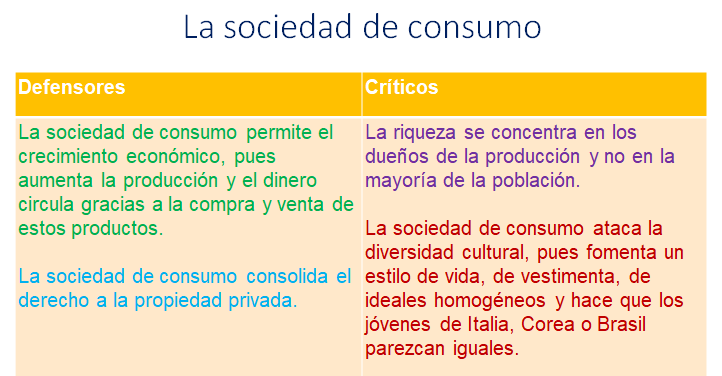 La sociedad de consumo
Defensores
Críticos
La sociedad de consumo permite el
crecimiento económico, pues
aumenta la producción y el dinero
circula gracias a la compra y venta de
estos productos.
La sociedad de consumo consolida el
derecho a la propiedad privada.
La riqueza se concentra en los
dueños de la producción y no en la
mayoría de la población.
La sociedad de consumo ataca la
diversidad cultural, pues fomenta un
estilo de vida, de vestimenta, de
ideales homogéneos y hace que los
jóvenes de Italia, Corea o Brasil
parezcan iguales.